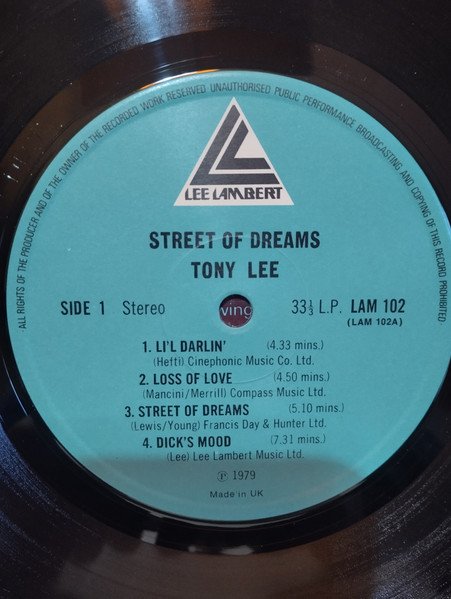 ALL RIGHTS OF THE PRODUCER AND OF THE OWNER OF THE RECORDED WORK RESERVED UNAUTHORISED PUBLIC PERFORMANCE BROADCASTING AND COPYING OF THIS RECORD PROHIBITED
LEE LAMBERT
STREET OF DREAMS
TONY LEE
SIDE 1 Stereo ving 33⅓ L.P. LAM 102
(LAM 102A)
1. LI'L DARLIN' (4.33 mins.)
(Hefti) Cinephonic Music Co. Ltd.
2. LOSS OF LOVE (4.50 mins.)
(Mancini/Merrill) Compass Music Ltd.
3. STREET OF DREAMS (5.10 mins.)
(Lewis/Young) Francis Day & Hunter Ltd.
4. DICK'S MOOD (7.31 mins.)
(Lee) Lee Lambert Music Ltd.
℗ 1979
Made in UK